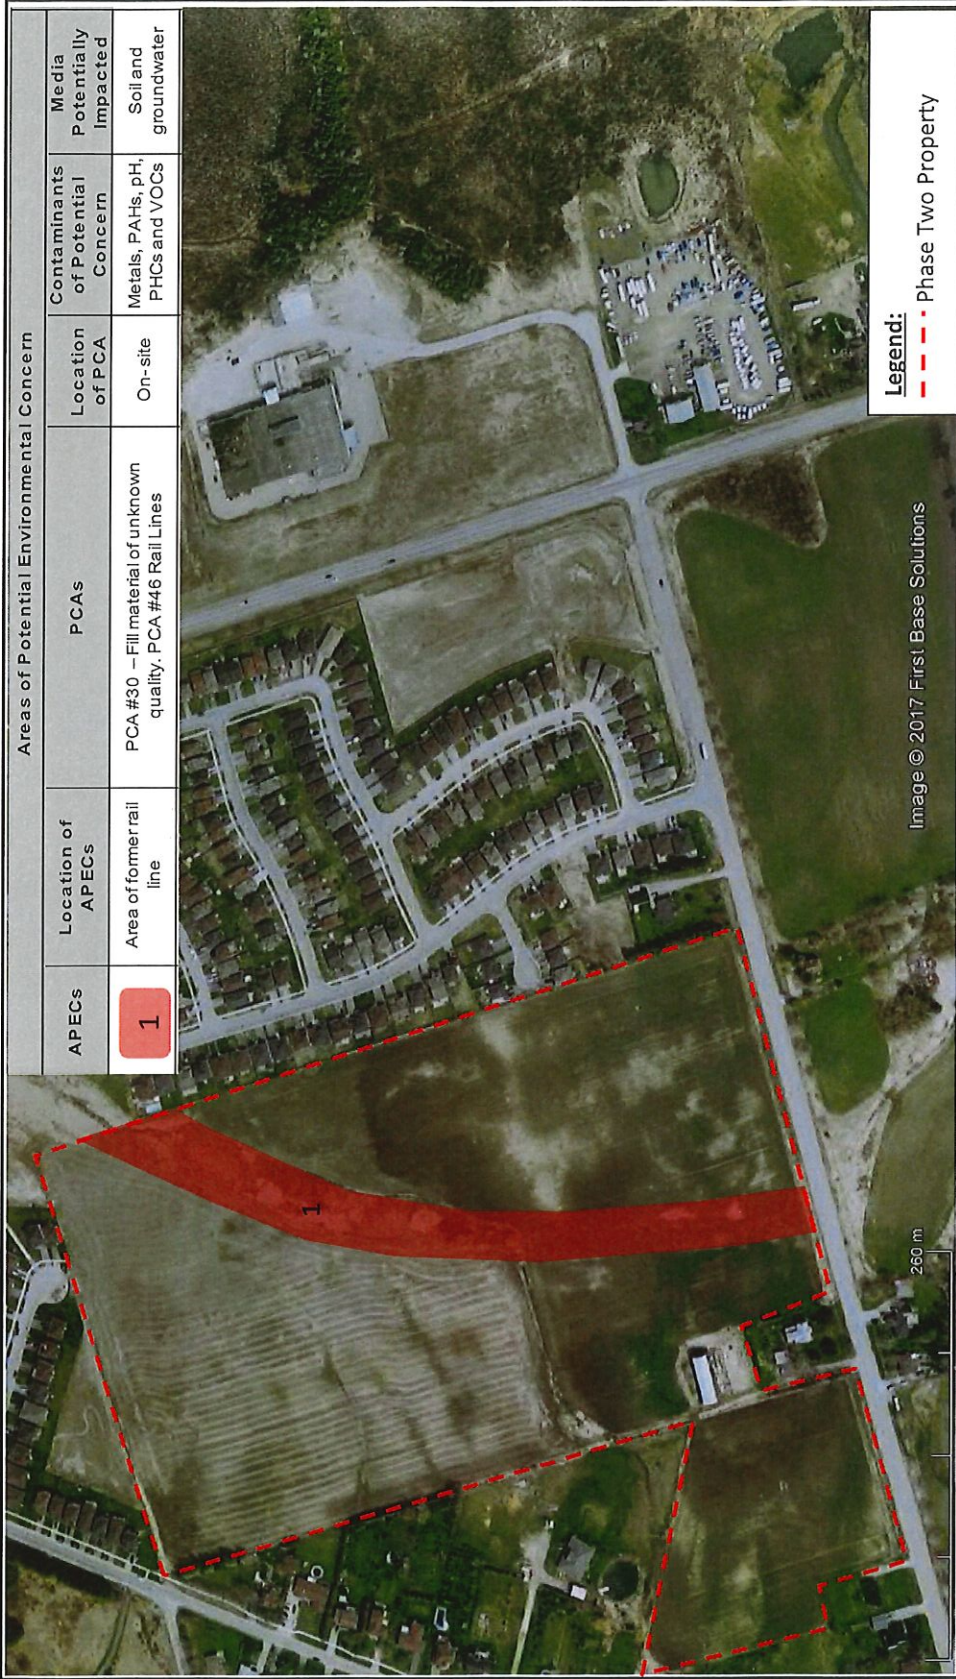 Areas of Potential Environmental Concern
APECs
Location of
APECs
PCAs
Location
of PCA
Contaminants
of Potential
Concern
Media
Potentially
Impacted
1
Area of former rail
line
PCA #30 – Fill material of unknown
quality. PCA #46 Rail Lines
On-site
Metals, PAHs, pH,
PHCs and VOCs
Soil and
groundwater
1
260 m
Image © 2017 First Base Solutions
Legend:
Phase Two Property